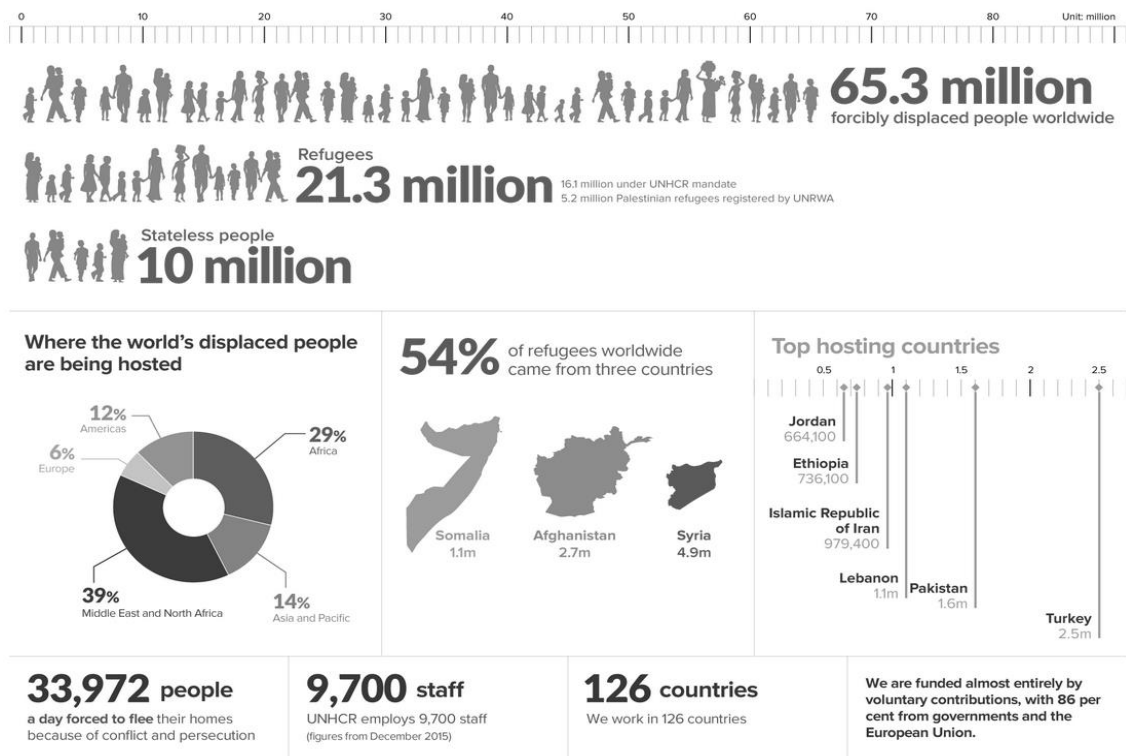 0 10 20 30 40 50 60 70 80 Unit: million
65.3 million
forcibly displaced people worldwide
Refugees
21.3 million
16.1 million under UNHCR mandate
5.2 million Palestinian refugees registered by UNRWA
Stateless people
10 million
Where the world's displaced people
are being hosted
12%
Americas
29%
Africa
6%
Europe
39%
Middle East and North Africa
14%
Asia and Pacific
54%
of refugees worldwide
came from three countries
Somalia
1.1m
Afghanistan
2.7m
Syria
4.9m
Top hosting countries
0.5 1 1.5 2 2.5
Jordan
664,100
Ethiopia
736,100
Islamic Republic
of Iran
979,400
Lebanon
1.1m
Pakistan
1.6m
Turkey
2.5m
33,972 people
a day forced to flee their homes
because of conflict and persecution
9,700 staff
UNHCR employs 9,700 staff
(figures from December 2015)
126 countries
We work in 126 countries
We are funded almost entirely by
voluntary contributions, with 86 per
cent from governments and the
European Union.